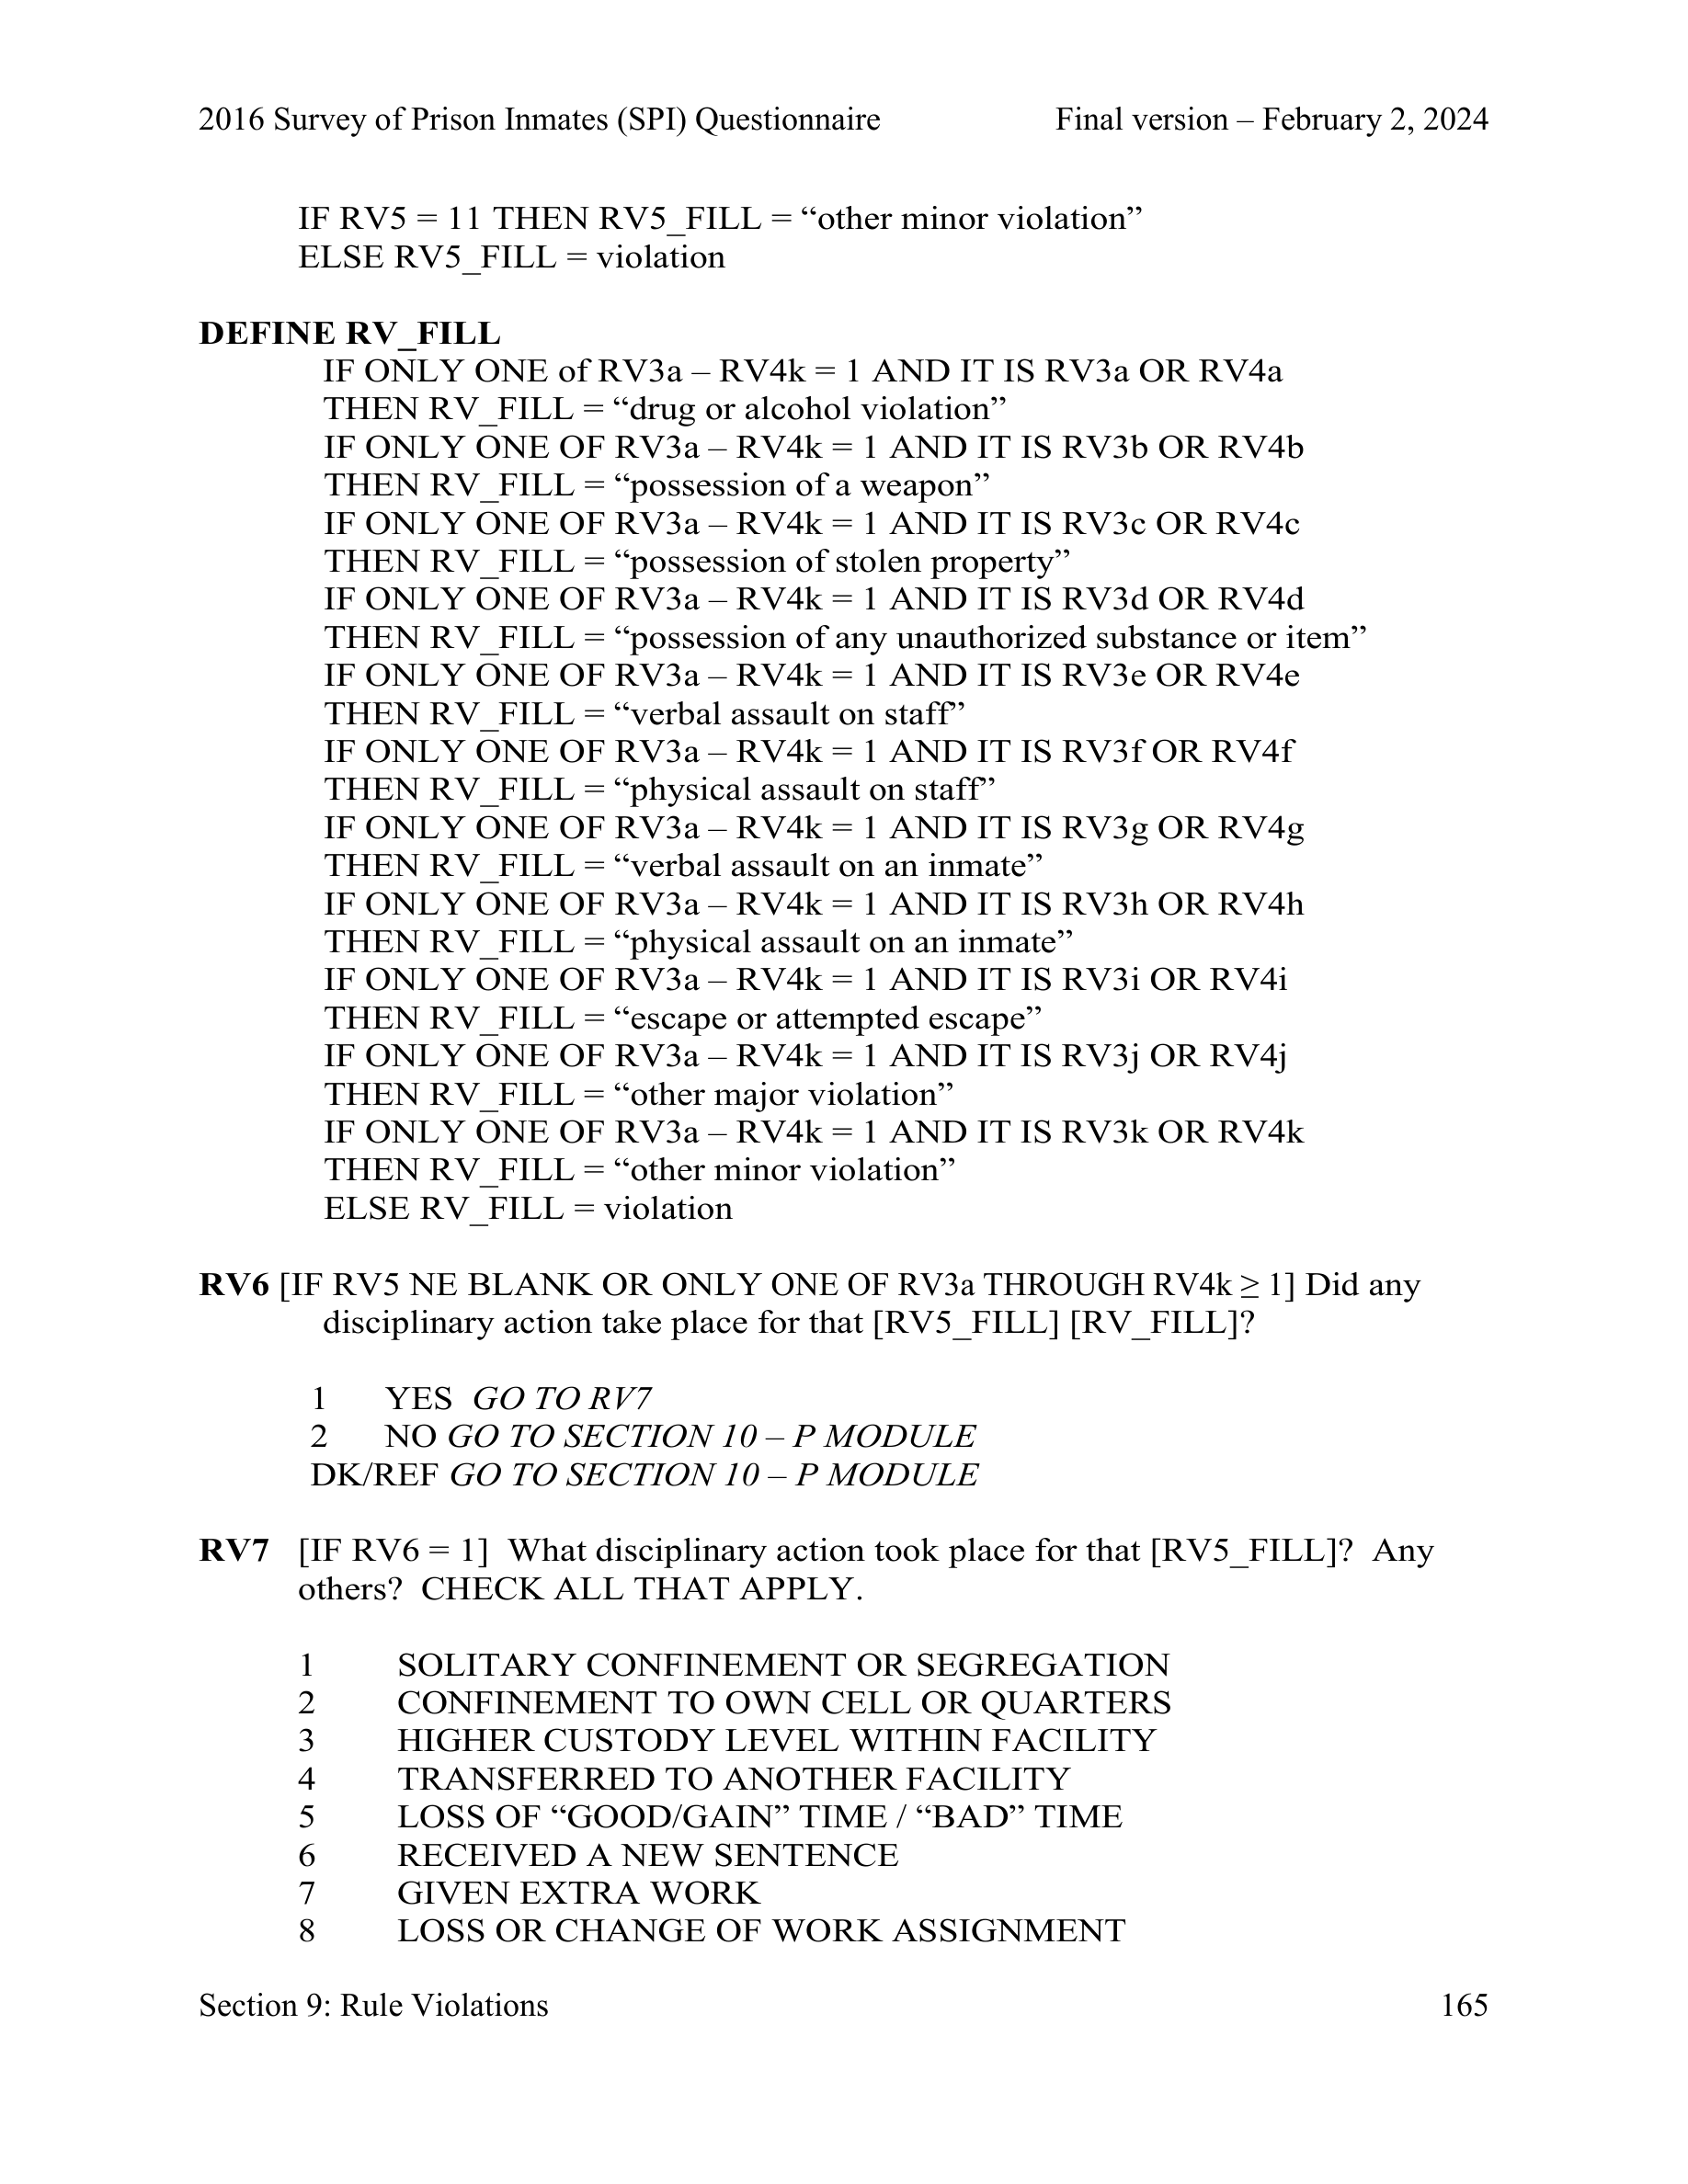 2016 Survey of Prison Inmates (SPI) Questionnaire Final version – February 2, 2024
IF RV5 = 11 THEN RV5_FILL = “other minor violation”
ELSE RV5_FILL = violation
DEFINE RV_FILL
IF ONLY ONE of RV3a – RV4k = 1 AND IT IS RV3a OR RV4a
THEN RV_FILL = “drug or alcohol violation”
IF ONLY ONE OF RV3a – RV4k = 1 AND IT IS RV3b OR RV4b
THEN RV_FILL = “possession of a weapon”
IF ONLY ONE OF RV3a – RV4k = 1 AND IT IS RV3c OR RV4c
THEN RV_FILL = “possession of stolen property”
IF ONLY ONE OF RV3a – RV4k = 1 AND IT IS RV3d OR RV4d
THEN RV_FILL = “possession of any unauthorized substance or item”
IF ONLY ONE OF RV3a – RV4k = 1 AND IT IS RV3e OR RV4e
THEN RV_FILL = “verbal assault on staff”
IF ONLY ONE OF RV3a – RV4k = 1 AND IT IS RV3f OR RV4f
THEN RV_FILL = “physical assault on staff”
IF ONLY ONE OF RV3a – RV4k = 1 AND IT IS RV3g OR RV4g
THEN RV_FILL = “verbal assault on an inmate”
IF ONLY ONE OF RV3a – RV4k = 1 AND IT IS RV3h OR RV4h
THEN RV_FILL = “physical assault on an inmate”
IF ONLY ONE OF RV3a – RV4k = 1 AND IT IS RV3i OR RV4i
THEN RV_FILL = “escape or attempted escape”
IF ONLY ONE OF RV3a – RV4k = 1 AND IT IS RV3j OR RV4j
THEN RV_FILL = “other major violation”
IF ONLY ONE OF RV3a – RV4k = 1 AND IT IS RV3k OR RV4k
THEN RV_FILL = “other minor violation”
ELSE RV_FILL = violation
RV6 [IF RV5 NE BLANK OR ONLY ONE OF RV3a THROUGH RV4k ≥ 1] Did any
disciplinary action take place for that [RV5_FILL] [RV_FILL]?
1 YES GO TO RV7
2 NO GO TO SECTION 10 – P MODULE
DK/REF GO TO SECTION 10 – P MODULE
RV7 [IF RV6 = 1] What disciplinary action took place for that [RV5_FILL]? Any
others? CHECK ALL THAT APPLY.
1 SOLITARY CONFINEMENT OR SEGREGATION
2 CONFINEMENT TO OWN CELL OR QUARTERS
3 HIGHER CUSTODY LEVEL WITHIN FACILITY
4 TRANSFERRED TO ANOTHER FACILITY
5 LOSS OF “GOOD/GAIN” TIME / “BAD” TIME
6 RECEIVED A NEW SENTENCE
7 GIVEN EXTRA WORK
8 LOSS OR CHANGE OF WORK ASSIGNMENT
Section 9: Rule Violations 165